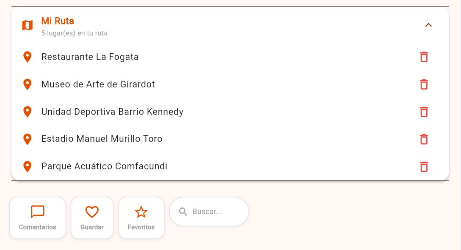 Mi Ruta
5 lugar(es) en tu ruta
Restaurante La Fogata
Museo de Arte de Girardot
Unidad Deportiva Barrio Kennedy
Estadio Manuel Murillo Toro
Parque Acuático Comfacundi
Comentarios
Guardar
Favoritos
Buscar...